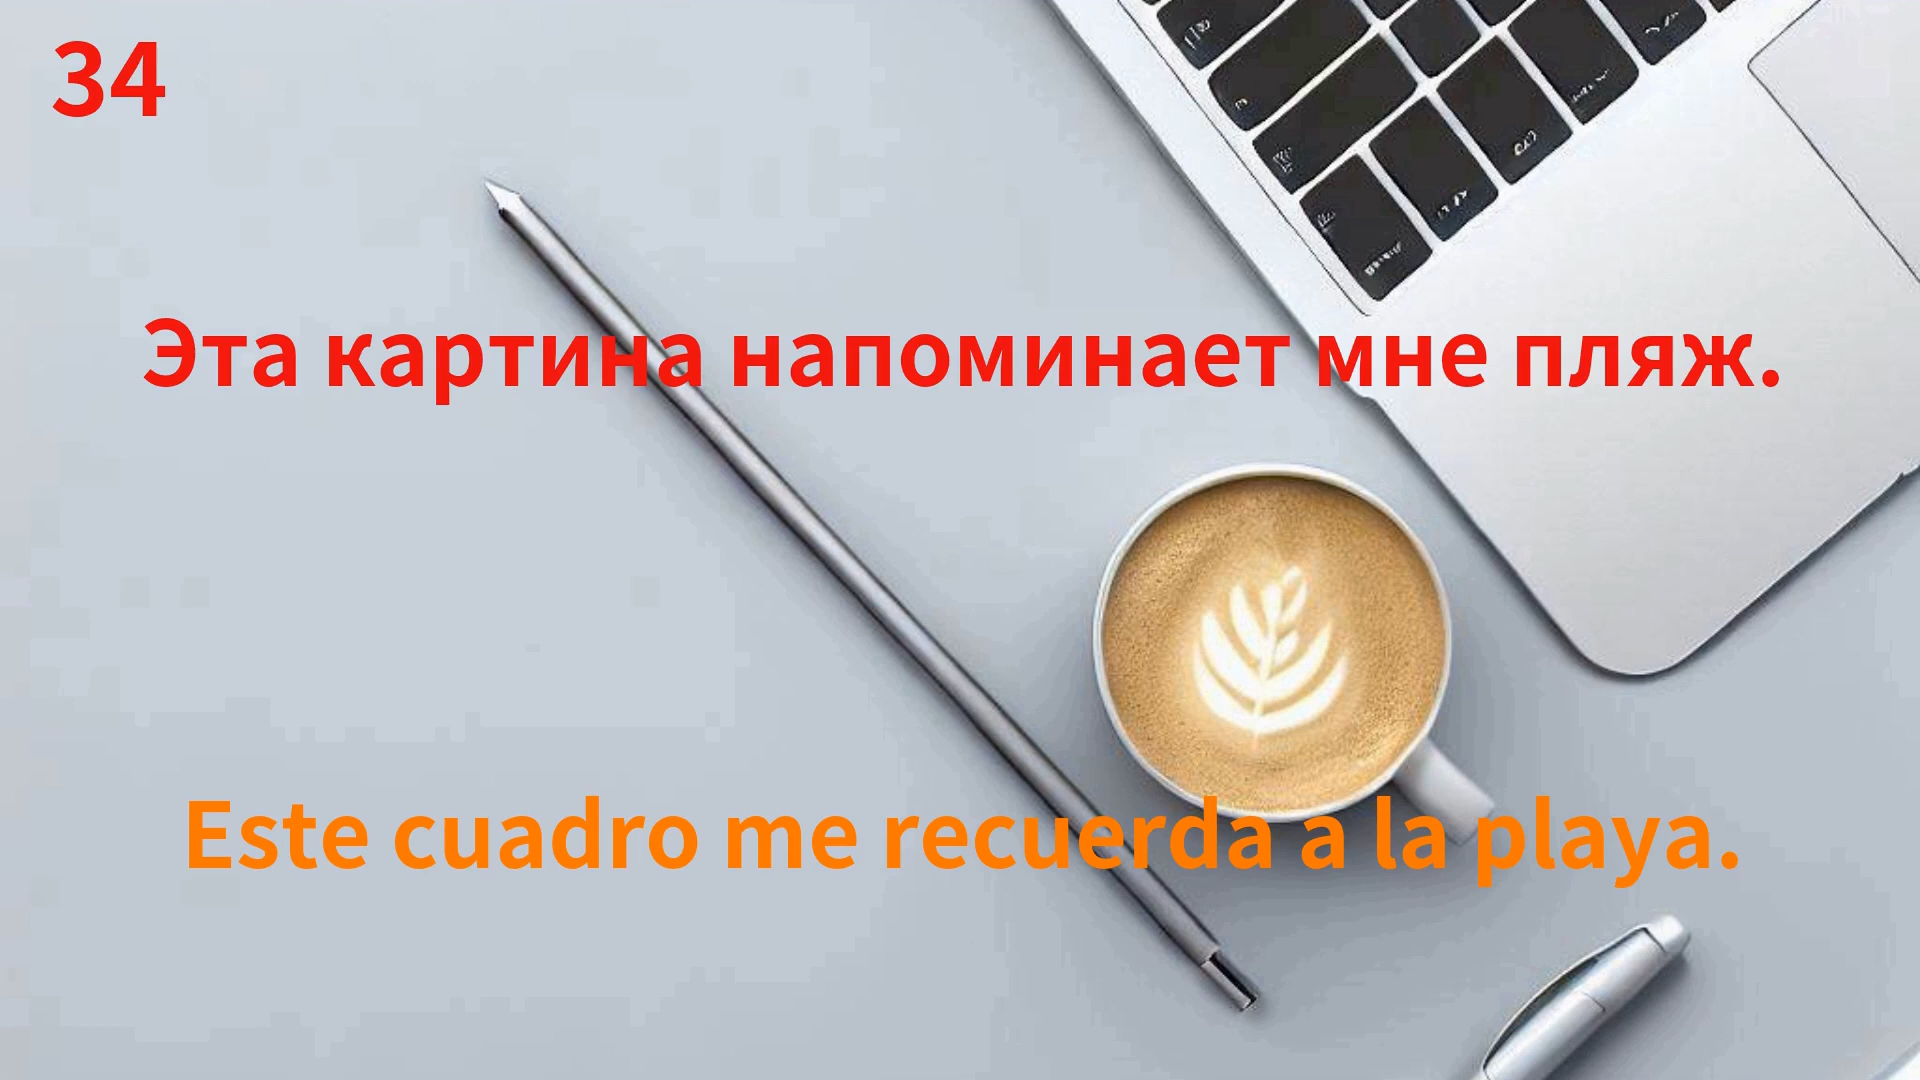 34
Эта картина напоминает мне пляж.
Este cuadro me recuerda a la playa.